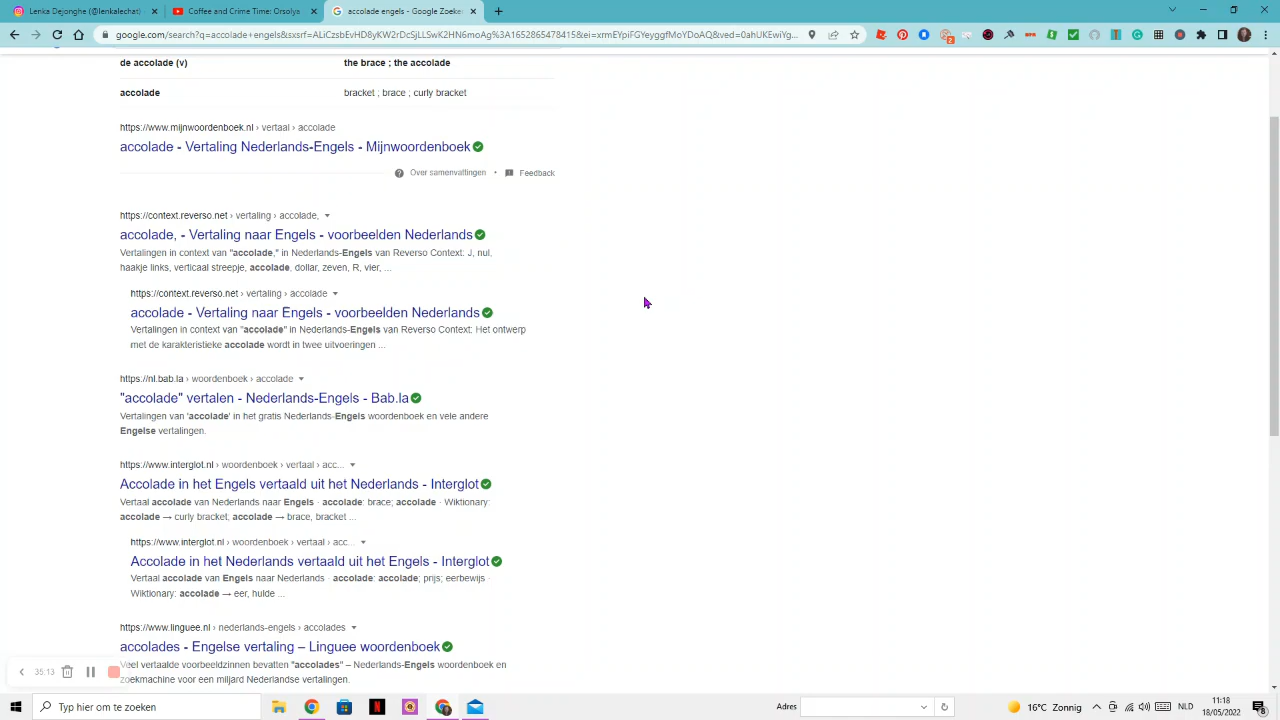 Lenka Dejonghe (@lenkalechat)
Coffee and Crime Time: Orsolya
accolade engels - Google Zoeken
google.com/search?q=accolade+engels&sxsrf=ALiCzsbEvHD8yKW2rDcSjLLSwK2HN6moAg%3A1652865478415&ei=xrmEYpiFGYeyggfMoYDoAQ&ved=0ahUKEwiYg...
de accolade (v) the brace ; the accolade
accolade bracket ; brace ; curly bracket
https://www.mijnwoordenboek.nl › vertaal › accolade
accolade - Vertaling Nederlands-Engels - Mijnwoordenboek
Over samenvattingen • Feedback
https://context.reverso.net › vertaling › accolade,
accolade, - Vertaling naar Engels - voorbeelden Nederlands
Vertalingen in context van "accolade," in Nederlands-Engels van Reverso Context: J, nul,
haakje links, verticaal streepje, accolade, dollar, zeven, R, vier, ...
https://context.reverso.net › vertaling › accolade
accolade - Vertaling naar Engels - voorbeelden Nederlands
Vertalingen in context van "accolade" in Nederlands-Engels van Reverso Context: Het ontwerp
met de karakteristieke accolade wordt in twee uitvoeringen ...
https://nl.bab.la › woordenboek › accolade
"accolade" vertalen - Nederlands-Engels - Bab.la
Vertalingen van 'accolade' in het gratis Nederlands-Engels woordenboek en vele andere
Engelse vertalingen.
https://www.interglot.nl › woordenboek › vertaal › acc...
Accolade in het Engels vertaald uit het Nederlands - Interglot
Vertaal accolade van Nederlands naar Engels · accolade: brace; accolade · Wiktionary:
accolade → curly bracket; accolade → brace, bracket ...
https://www.interglot.nl › woordenboek › vertaal › acc...
Accolade in het Nederlands vertaald uit het Engels - Interglot
Vertaal accolade van Engels naar Nederlands · accolade: accolade; prijs; eerbewijs ·
Wiktionary: accolade → eer, hulde ...
https://www.linguee.nl › nederlands-engels › accolades
accolades - Engelse vertaling – Linguee woordenboek
Veel vertaalde voorbeeldzinnen bevatten "accolades" – Nederlands-Engels woordenboek en
35:13
zoekmachine voor een miljard Nederlandse vertalingen.
Typ hier om te zoeken
Adres
16°C Zonnig
NLD
11:18
18/05/2022